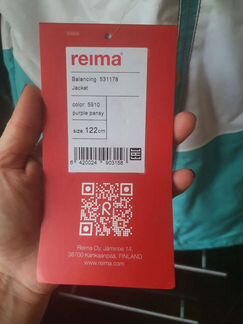 reima®
Balancing 531178
Jacket
color: 5910
purple pansy
size: 122cm
6 420024 903158
R
Reima Oy, Jämintie 14,
38700 Kankaanpää, FINLAND
www.reima.com